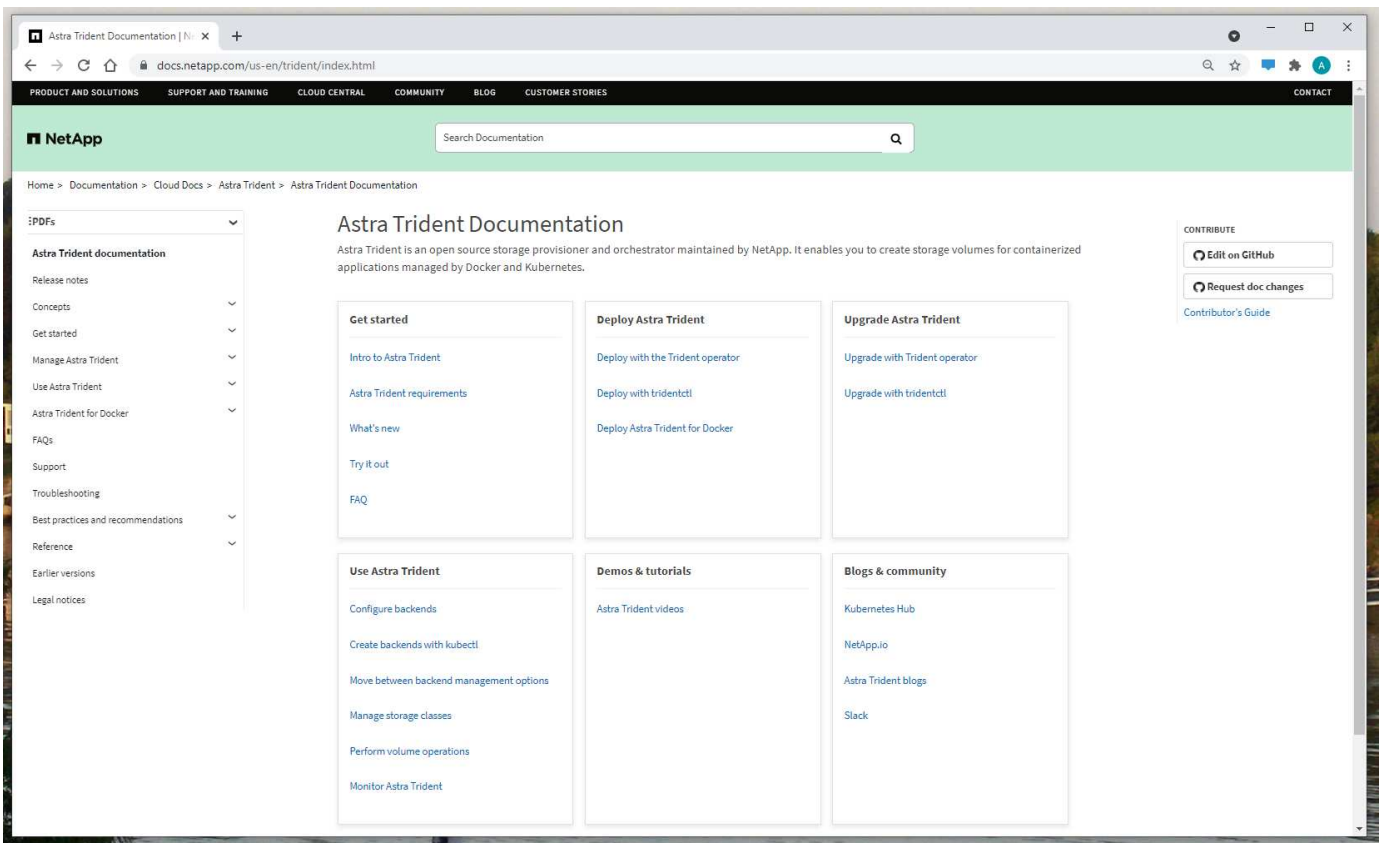 Astra Trident Documentation | Ne
docs.netapp.com/us-en/trident/index.html
A
PRODUCT AND SOLUTIONS SUPPORT AND TRAINING CLOUD CENTRAL COMMUNITY BLOG CUSTOMER STORIES CONTACT
NetApp
Search Documentation
Home > Documentation > Cloud Docs > Astra Trident > Astra Trident Documentation
PDFs
Astra Trident documentation
Release notes
Concepts
Get started
Manage Astra Trident
Use Astra Trident
Astra Trident for Docker
FAQs
Support
Troubleshooting
Best practices and recommendations
Reference
Earlier versions
Legal notices
Astra Trident Documentation
Astra Trident is an open source storage provisioner and orchestrator maintained by NetApp. It enables you to create storage volumes for containerized
applications managed by Docker and Kubernetes.
Get started
Intro to Astra Trident
Astra Trident requirements
What's new
Try it out
FAQ
Deploy Astra Trident
Deploy with the Trident operator
Deploy with tridentctl
Deploy Astra Trident for Docker
Upgrade Astra Trident
Upgrade with Trident operator
Upgrade with tridentctl
Use Astra Trident
Configure backends
Create backends with kubectl
Move between backend management options
Manage storage classes
Perform volume operations
Monitor Astra Trident
Demos & tutorials
Astra Trident videos
Blogs & community
Kubernetes Hub
NetApp.io
Astra Trident blogs
Slack
CONTRIBUTE
Edit on GitHub
Request doc changes
Contributor's Guide